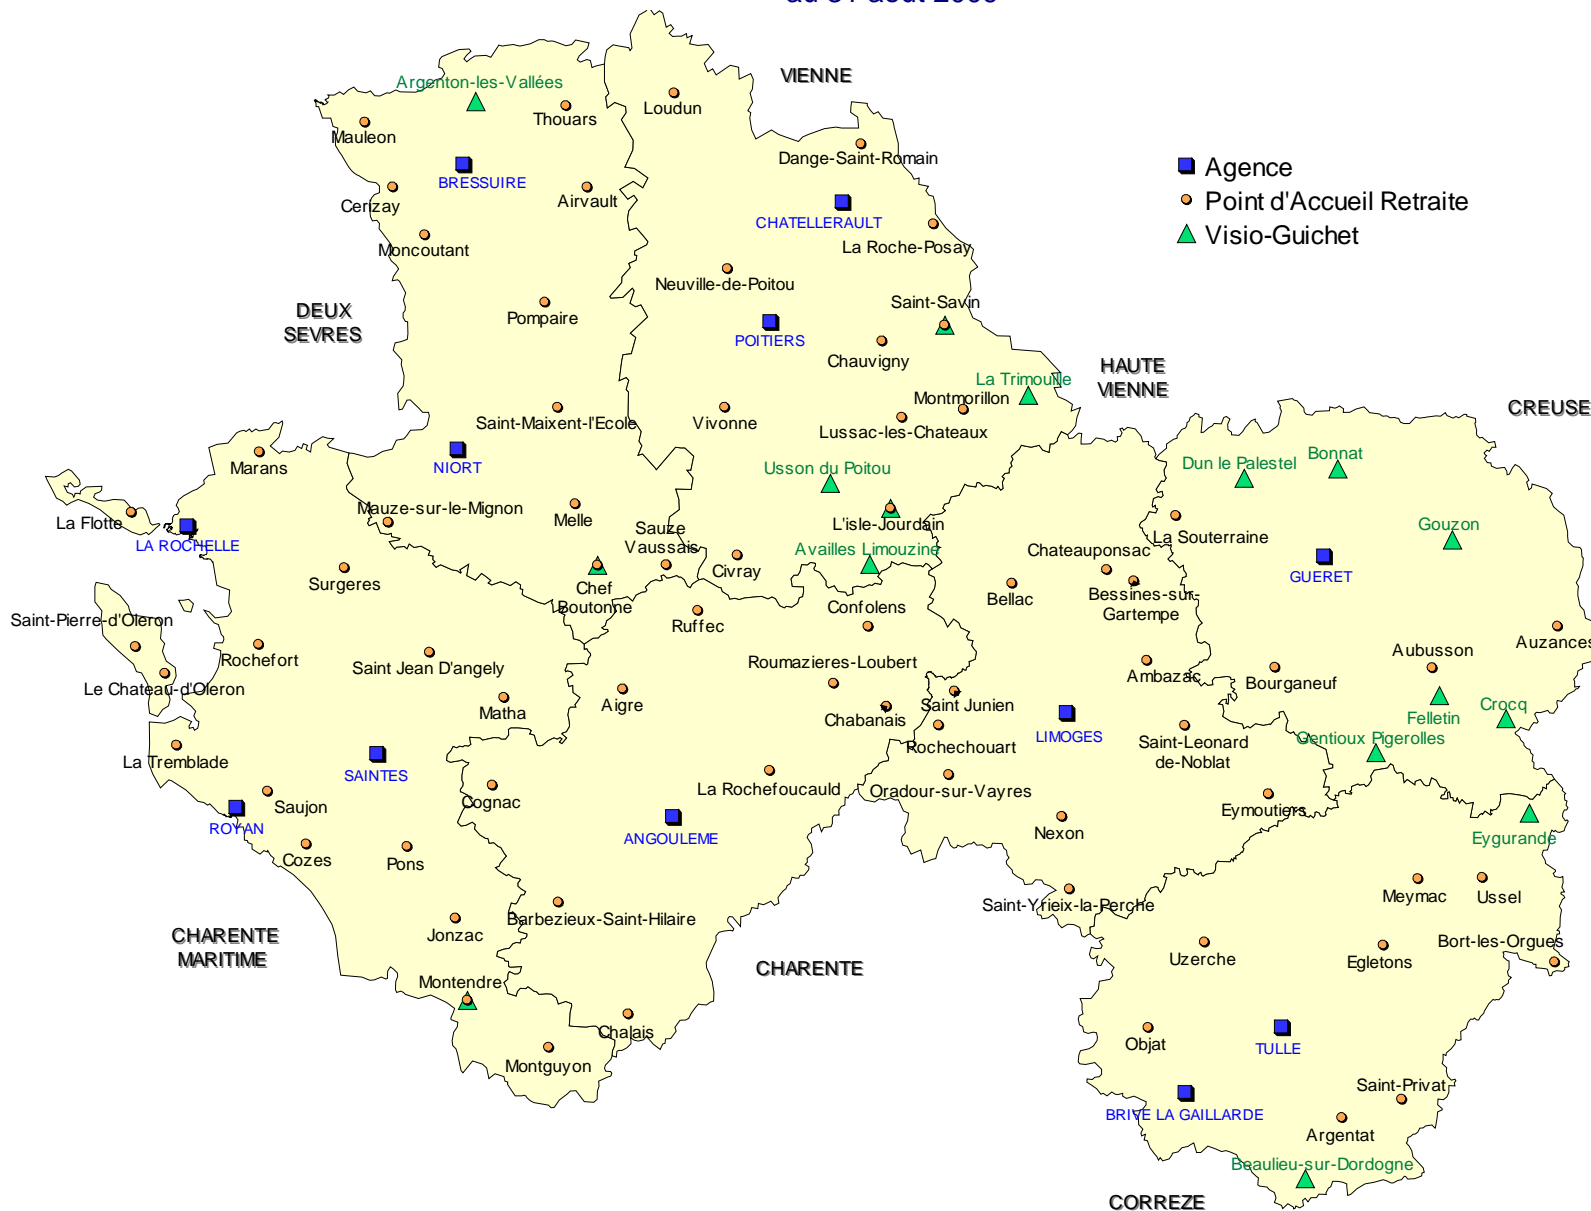 VIENNE
Argenton-les-Vallées
Loudun
Thouars
Mauleon
Dange-Saint-Romain
Agence
BRESSUIRE
Point d'Accueil Retraite
Cerizay
Airvault
CHATELLERAULT
Visio-Guichet
Moncoutant
La Roche-Posay
Neuville-de-Poitou
DEUX
SEVRES
Saint-Savin
Pompaire
POITIERS
Chauvigny
HAUTE
VIENNE
La Trimouille
Montmorillon
CREUSE
Saint-Maixent-l'Ecole
Vivonne
Lussac-les-Chateaux
Marans
NIORT
Usson du Poitou
Dun le Palestel
Bonnat
La Flotte
Mauze-sur-le-Mignon
Melle
L'isle-Jourdain
Gouzon
LA ROCHELLE
Sauze
Vaussais
Availles Limouzine
Chateauponsac
La Souterraine
Surgeres
Chef
Boutonne
Civray
Bellac
Bessines-sur-
Gartempe
GUERET
Saint-Pierre-d'Oleron
Ruffec
Confolens
Rochefort
Saint Jean D'angely
Roumazieres-Loubert
Aubusson
Auzances
Le Chateau-d'Oleron
Matha
Aigre
Chabanais
Saint Junien
Ambazac
Bourganeuf
Felletin
Crocq
La Tremblade
SAINTES
Rochechouart
LIMOGES
Saint-Leonard
de-Noblat
Gentioux Pigerolles
Saujon
Cognac
La Rochefoucauld
Oradour-sur-Vayres
Eymoutiers
ROYAN
ANGOULEME
Nexon
Eygurande
Cozes
Pons
Barbezieux-Saint-Hilaire
Saint-Yrieix-la-Perche
Meymac
Ussel
CHARENTE
MARITIME
Jonzac
Bort-les-Orgues
Uzerche
Egletons
CHARENTE
Montendre
Chalais
Objat
TULLE
Montguyon
Saint-Privat
BRIVE LA GAILLARDE
Argentat
Beaulieu-sur-Dordogne
CORREZE